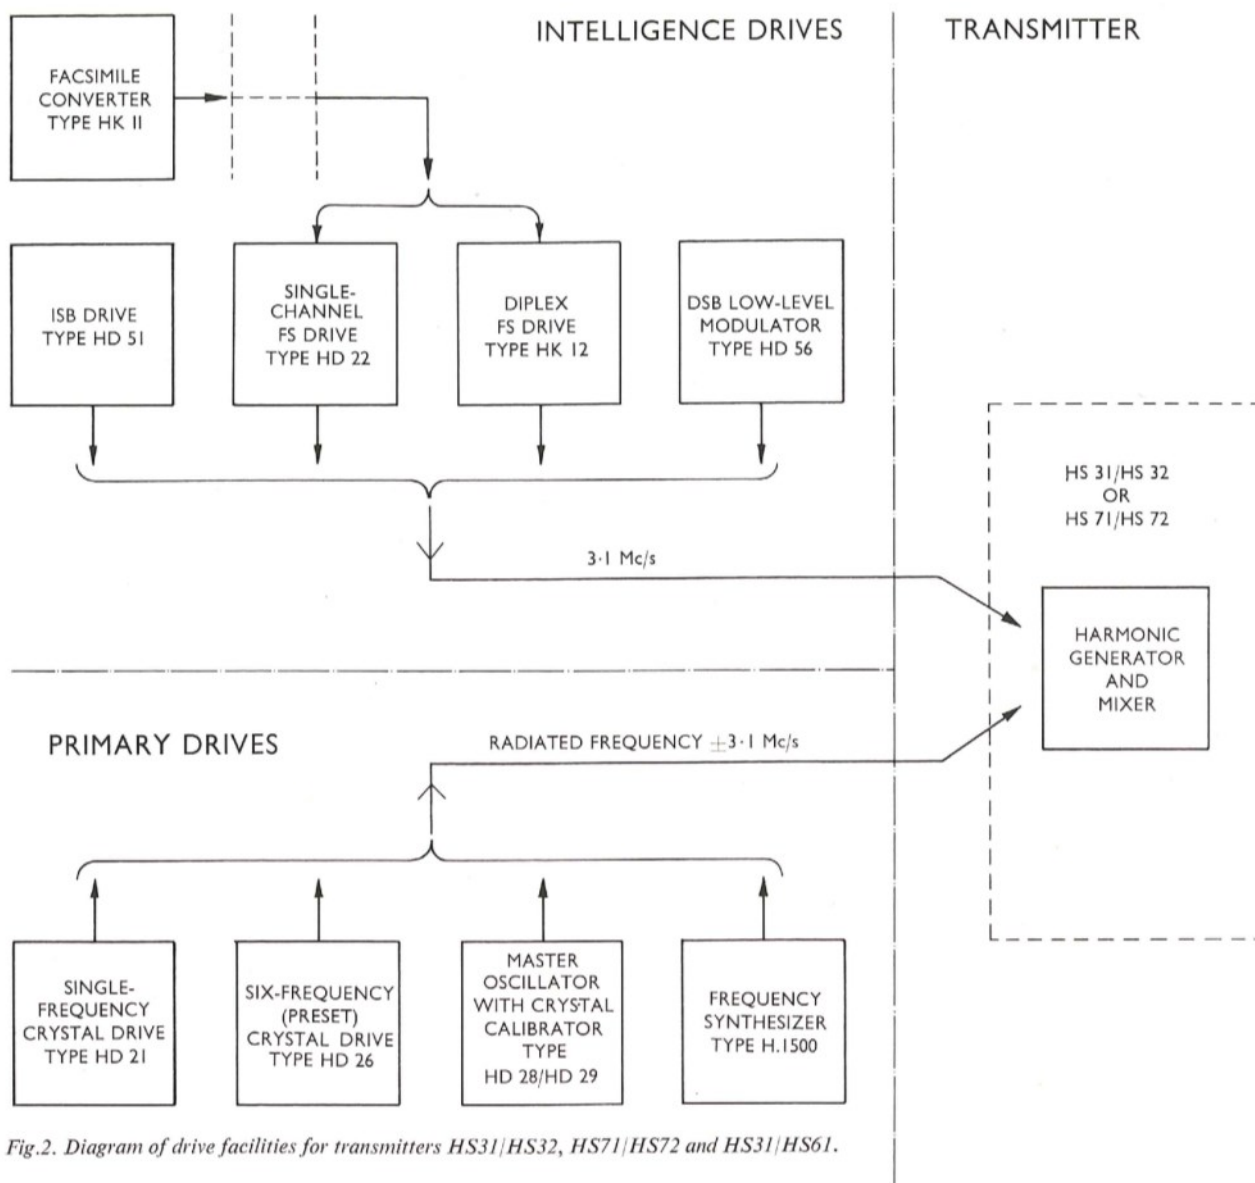 INTELLIGENCE DRIVES
TRANSMITTER
FACSIMILE
CONVERTER
TYPE HK 11
ISB DRIVE
TYPE HD 51
SINGLE-
CHANNEL
FS DRIVE
TYPE HD 22
DIPLEX
FS DRIVE
TYPE HK 12
DSB LOW-LEVEL
MODULATOR
TYPE HD 56
3·1 Mc/s
HS 31/HS 32
OR
HS 71/HS 72
HARMONIC
GENERATOR
AND
MIXER
PRIMARY DRIVES
RADIATED FREQUENCY ±3·1 Mc/s
SINGLE-
FREQUENCY
CRYSTAL DRIVE
TYPE HD 21
SIX-FREQUENCY
(PRESET)
CRYSTAL DRIVE
TYPE HD 26
MASTER
OSCILLATOR
WITH CRYSTAL
CALIBRATOR
TYPE
HD 28/HD 29
FREQUENCY
SYNTHESIZER
TYPE H.1500
Fig.2. Diagram of drive facilities for transmitters HS31/HS32, HS71/HS72 and HS31/HS61.